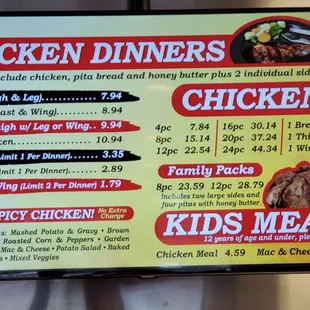 CKEN DINNERS
clude chicken, pita bread and honey butter plus 2 individual sid
gh & Leg)............... 7.94
ast & Wing)............ 8.94
igh w/ Leg or Wing.. 9.94
ken..................... 10.94
Limit 1 Per Dinner)......... 3.35
Limit 1 Per Dinner)......... 2.89
Wing (Limit 2 Per Dinner) 1.79
PICY CHICKEN! No Extra Charge
s: Mashed Potato & Gravy • Brown
Roasted Corn & Peppers • Garden
Mac & Cheese • Potato Salad • Baked
s • Mixed Veggies
CHICKEN
4pc 7.84 16pc 30.14 1 Bre
8pc 15.14 20pc 37.24 1 Thi
12pc 22.54 24pc 44.34 1 Win
Family Packs
8pc 23.59 12pc 28.79
Includes two large sides and
four pitas with honey butter.
KIDS MEA
12 years of age and under, ple
Chicken Meal 4.59 Mac & Chee